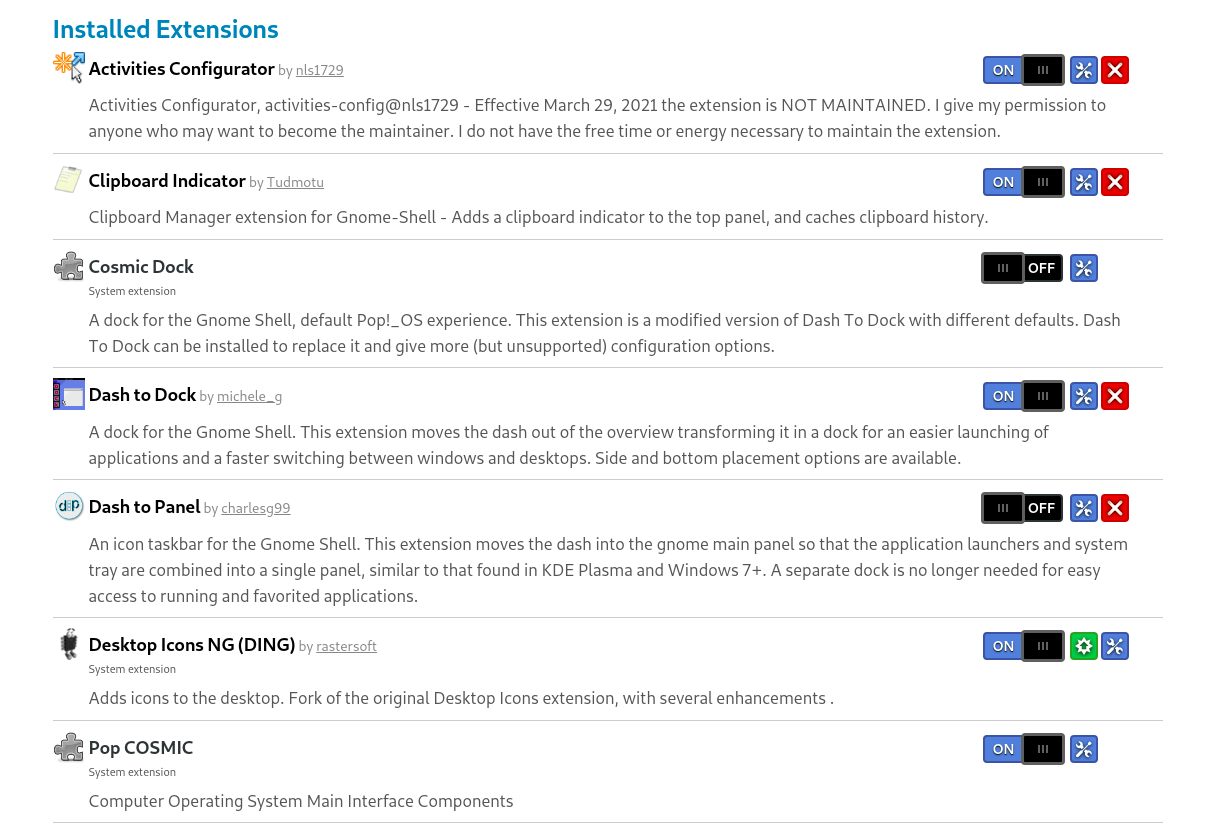 Installed Extensions
Activities Configurator by nls1729 ON
Activities Configurator, activities-config@nls1729 - Effective March 29, 2021 the extension is NOT MAINTAINED. I give my permission to
anyone who may want to become the maintainer. I do not have the free time or energy necessary to maintain the extension.
Clipboard Indicator by Tudmotu ON
Clipboard Manager extension for Gnome-Shell - Adds a clipboard indicator to the top panel, and caches clipboard history.
Cosmic Dock OFF
System extension
A dock for the Gnome Shell, default Pop!_OS experience. This extension is a modified version of Dash To Dock with different defaults. Dash
To Dock can be installed to replace it and give more (but unsupported) configuration options.
Dash to Dock by michele_g ON
A dock for the Gnome Shell. This extension moves the dash out of the overview transforming it in a dock for an easier launching of
applications and a faster switching between windows and desktops. Side and bottom placement options are available.
d≡p Dash to Panel by charlesg99 OFF
An icon taskbar for the Gnome Shell. This extension moves the dash into the gnome main panel so that the application launchers and system
tray are combined into a single panel, similar to that found in KDE Plasma and Windows 7+. A separate dock is no longer needed for easy
access to running and favorited applications.
Desktop Icons NG (DING) by rastersoft ON
System extension
Adds icons to the desktop. Fork of the original Desktop Icons extension, with several enhancements .
Pop COSMIC ON
System extension
Computer Operating System Main Interface Components